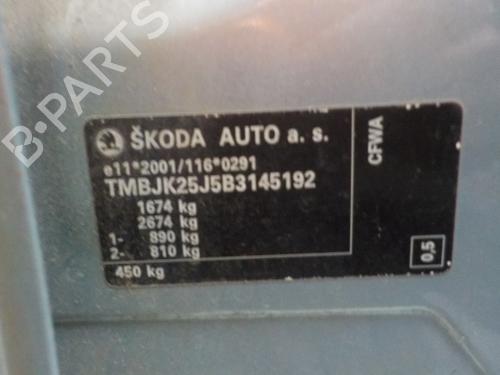 B-PARTS
ŠKODA AUTO a. s.
e11*2001/116*0291
TMBJK25J5B3145192
1674 kg
2674 kg
1- 890 kg
2- 810 kg
450 kg
CFWA
0,5